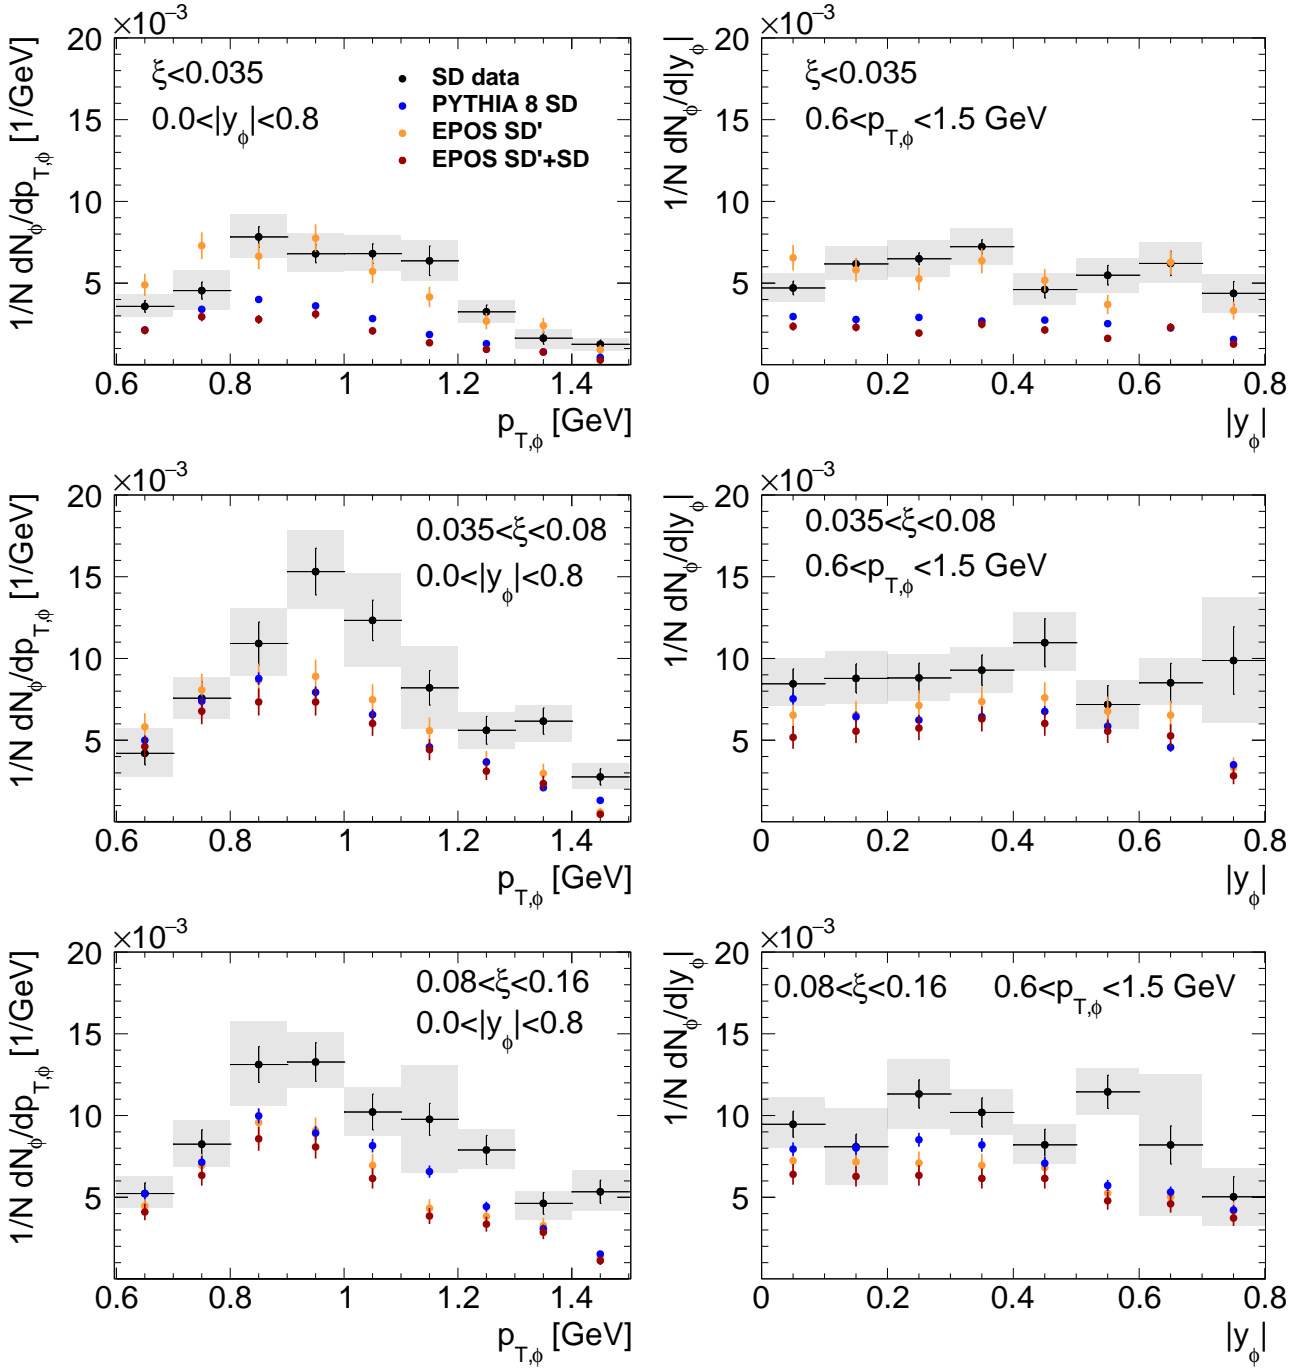 ×10⁻³
1/N dN_ϕ/dp_T,ϕ [1/GeV]
20
15
10
5
ξ<0.035
0.0<|y_ϕ|<0.8
SD data
PYTHIA 8 SD
EPOS SD'
EPOS SD'+SD
0.6 0.8 1 1.2 1.4
p_T,ϕ [GeV]
×10⁻³
1/N dN_ϕ/d|y_ϕ|
20
15
10
5
ξ<0.035
0.6<p_T,ϕ<1.5 GeV
0 0.2 0.4 0.6 0.8
|y_ϕ|
×10⁻³
1/N dN_ϕ/dp_T,ϕ [1/GeV]
20
15
10
5
0.035<ξ<0.08
0.0<|y_ϕ|<0.8
0.6 0.8 1 1.2 1.4
p_T,ϕ [GeV]
×10⁻³
1/N dN_ϕ/d|y_ϕ|
20
15
10
5
0.035<ξ<0.08
0.6<p_T,ϕ<1.5 GeV
0 0.2 0.4 0.6 0.8
|y_ϕ|
×10⁻³
1/N dN_ϕ/dp_T,ϕ [1/GeV]
20
15
10
5
0.08<ξ<0.16
0.0<|y_ϕ|<0.8
0.6 0.8 1 1.2 1.4
p_T,ϕ [GeV]
×10⁻³
1/N dN_ϕ/d|y_ϕ|
20
15
10
5
0.08<ξ<0.16 0.6<p_T,ϕ<1.5 GeV
0 0.2 0.4 0.6 0.8
|y_ϕ|